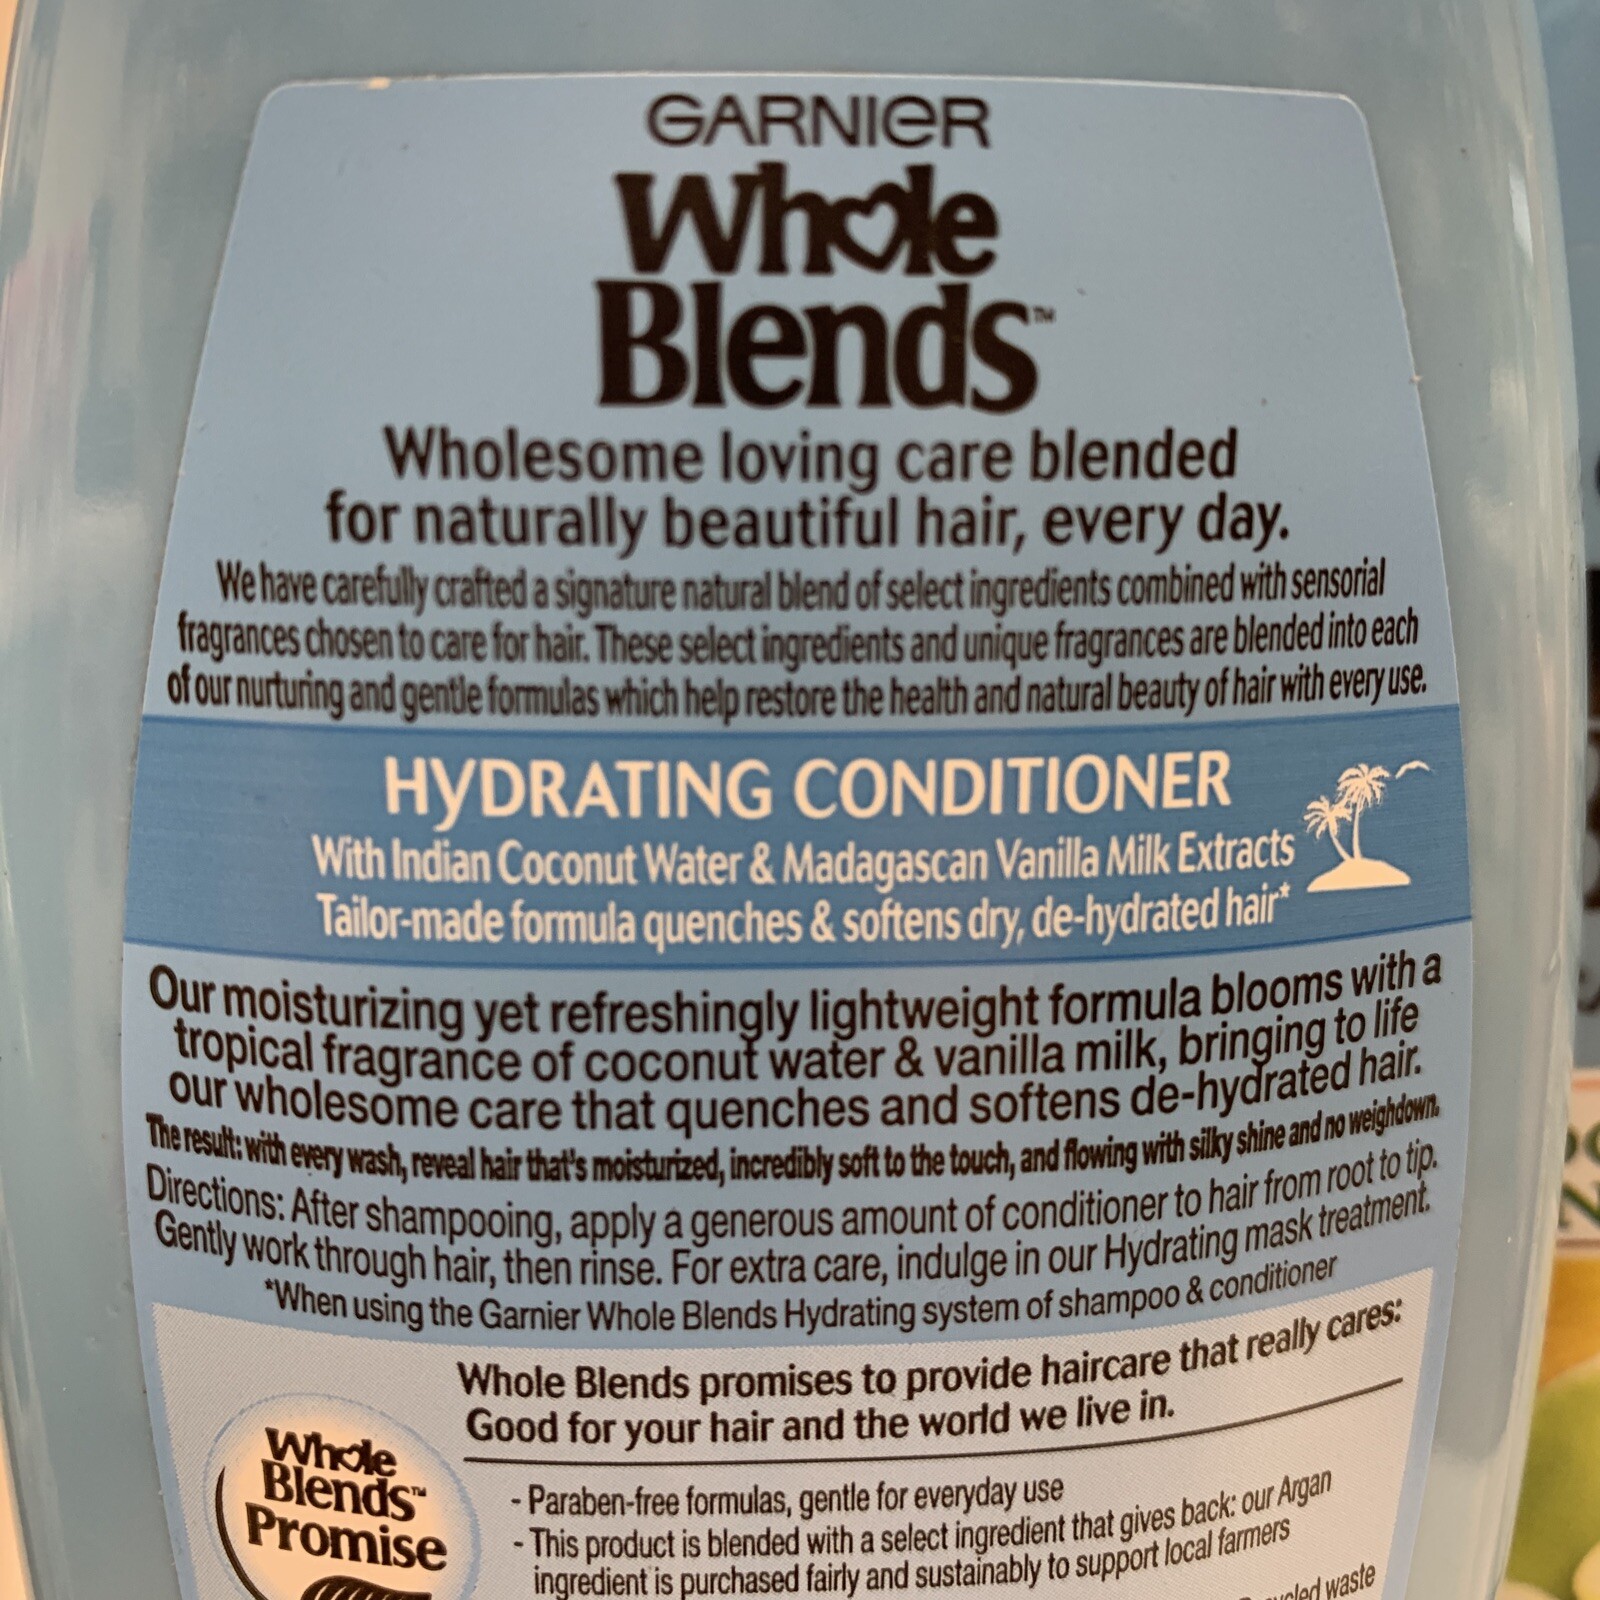 GARNIER
Whole
Blends™
Wholesome loving care blended
for naturally beautiful hair, every day.
We have carefully crafted a signature natural blend of select ingredients combined with sensorial
fragrances chosen to care for hair. These select ingredients and unique fragrances are blended into each
of our nurturing and gentle formulas which help restore the health and natural beauty of hair with every use.
HYDRATING CONDITIONER
With Indian Coconut Water & Madagascan Vanilla Milk Extracts
Tailor-made formula quenches & softens dry, de-hydrated hair*
Our moisturizing yet refreshingly lightweight formula blooms with a
tropical fragrance of coconut water & vanilla milk, bringing to life
our wholesome care that quenches and softens de-hydrated hair.
The result: with every wash, reveal hair that's moisturized, incredibly soft to the touch, and flowing with silky shine and no weighdown.
Directions: After shampooing, apply a generous amount of conditioner to hair from root to tip.
Gently work through hair, then rinse. For extra care, indulge in our Hydrating mask treatment.
*When using the Garnier Whole Blends Hydrating system of shampoo & conditioner
Whole Blends promises to provide haircare that really cares:
Good for your hair and the world we live in.
Whole
Blends™
Promise
- Paraben-free formulas, gentle for everyday use
- This product is blended with a select ingredient that gives back: our Argan
ingredient is purchased fairly and sustainably to support local farmers
waste